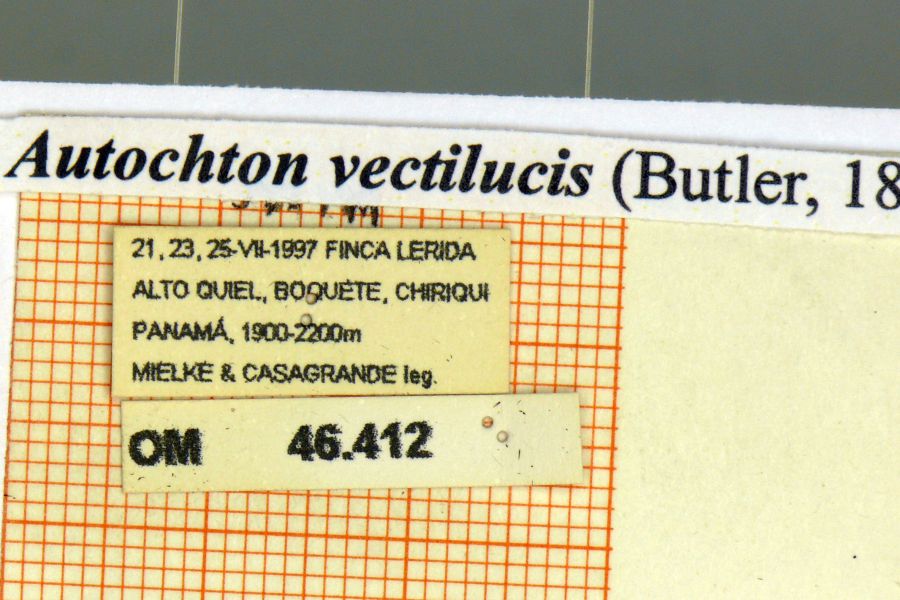 Autochton vectilucis (Butler, 18
21, 23, 25-VII-1997 FINCA LERIDA
ALTO QUIEL, BOQUETE, CHIRIQUI
PANAMÁ, 1900-2200m
MIELKE & CASAGRANDE leg.
OM 46.412